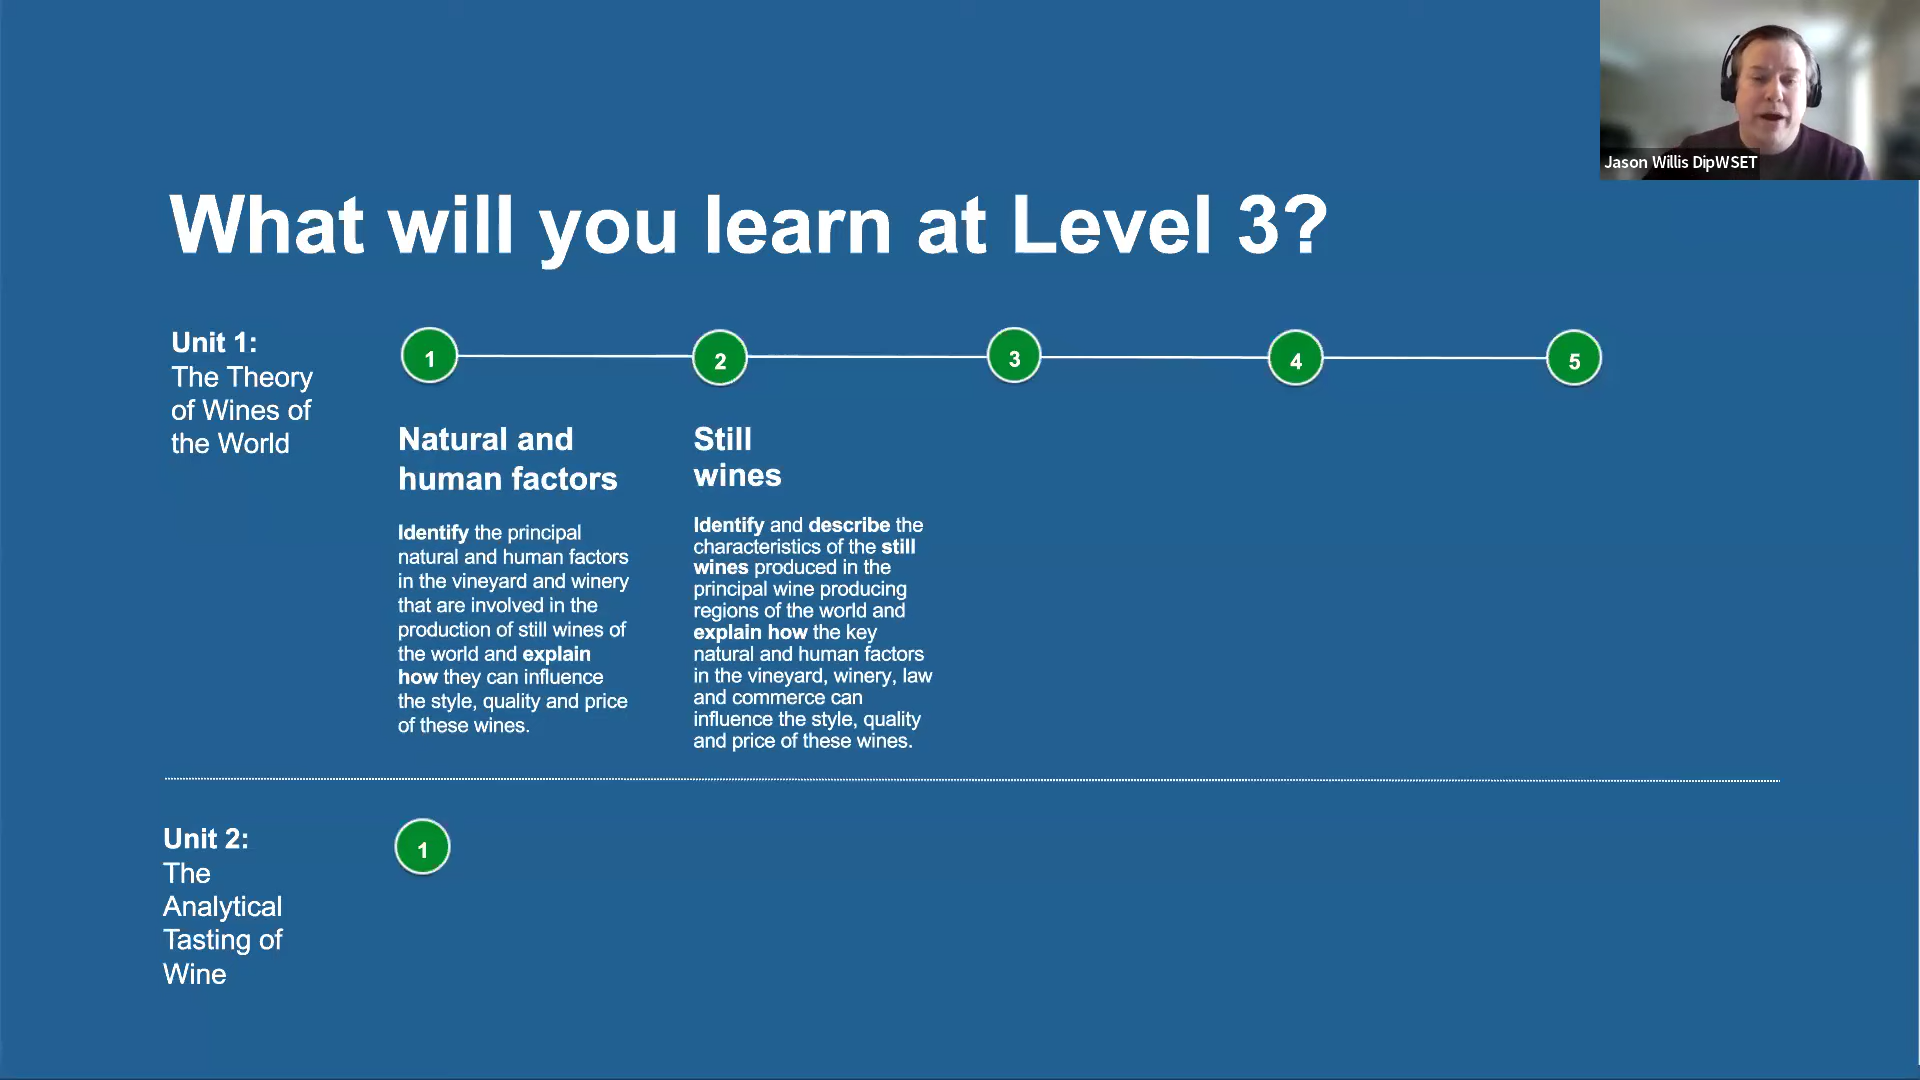 Jason Willis DipWSET
What will you learn at Level 3?
Unit 1:
The Theory
of Wines of
the World
1
2
3
4
5
Natural and
human factors
Identify the principal
natural and human factors
in the vineyard and winery
that are involved in the
production of still wines of
the world and explain
how they can influence
the style, quality and price
of these wines.
Still
wines
Identify and describe the
characteristics of the still
wines produced in the
principal wine producing
regions of the world and
explain how the key
natural and human factors
in the vineyard, winery, law
and commerce can
influence the style, quality
and price of these wines.
Unit 2:
The
Analytical
Tasting of
Wine
1